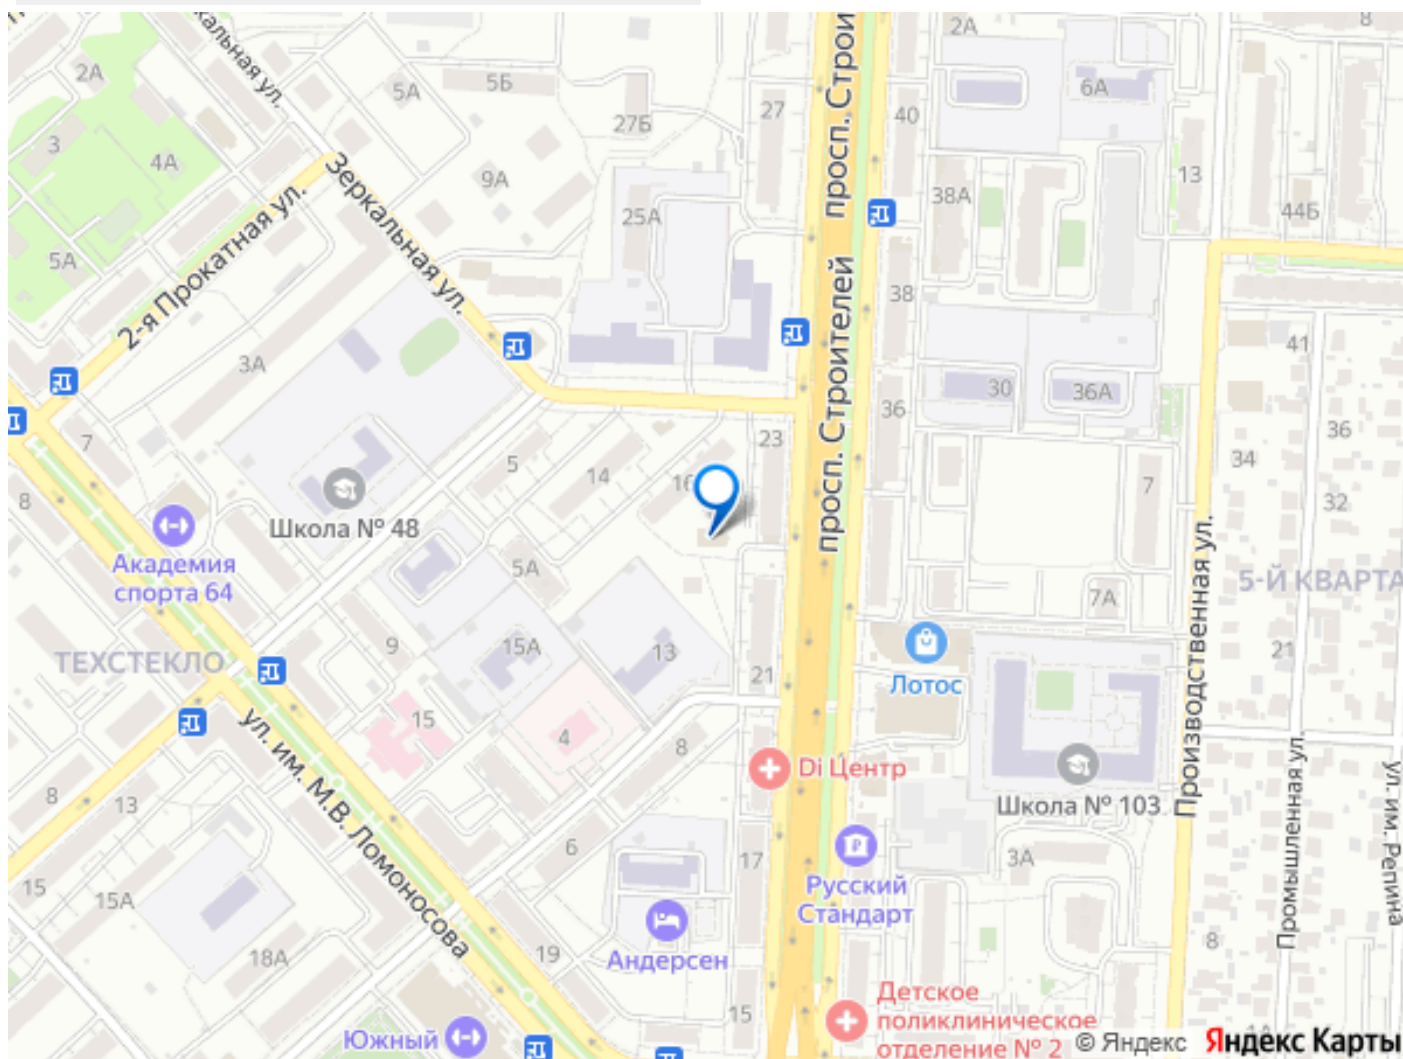 Зеркальная ул.
2А
5А
5Б
27Б
27
просп. Строителей
просп. Строи
40
2А
6А
8
13
38А
44Б
3
4А
5А
9А
25А
2-я Прокатная ул.
Зеркальная ул.
38
3А
41
36
30
36А
36
34
32
7
8
7
5
14
16
23
Школа № 48
Академия
спорта 64
5А
7А
5-Й КВАРТА
Производственная ул.
ТЕХСТЕКЛО
9
15А
13
21
21
Лотос
15
4
8
Di Центр
Школа № 103
ул. им. М.В. Ломоносова
8
13
6
17
3А
Русский
Стандарт
Промышленная ул.
ул. им. Репина
15
15А
18А
19
Андерсен
8
15
Южный
Детское
поликлиническое
отделение № 2
© Яндекс
Яндекс Карты